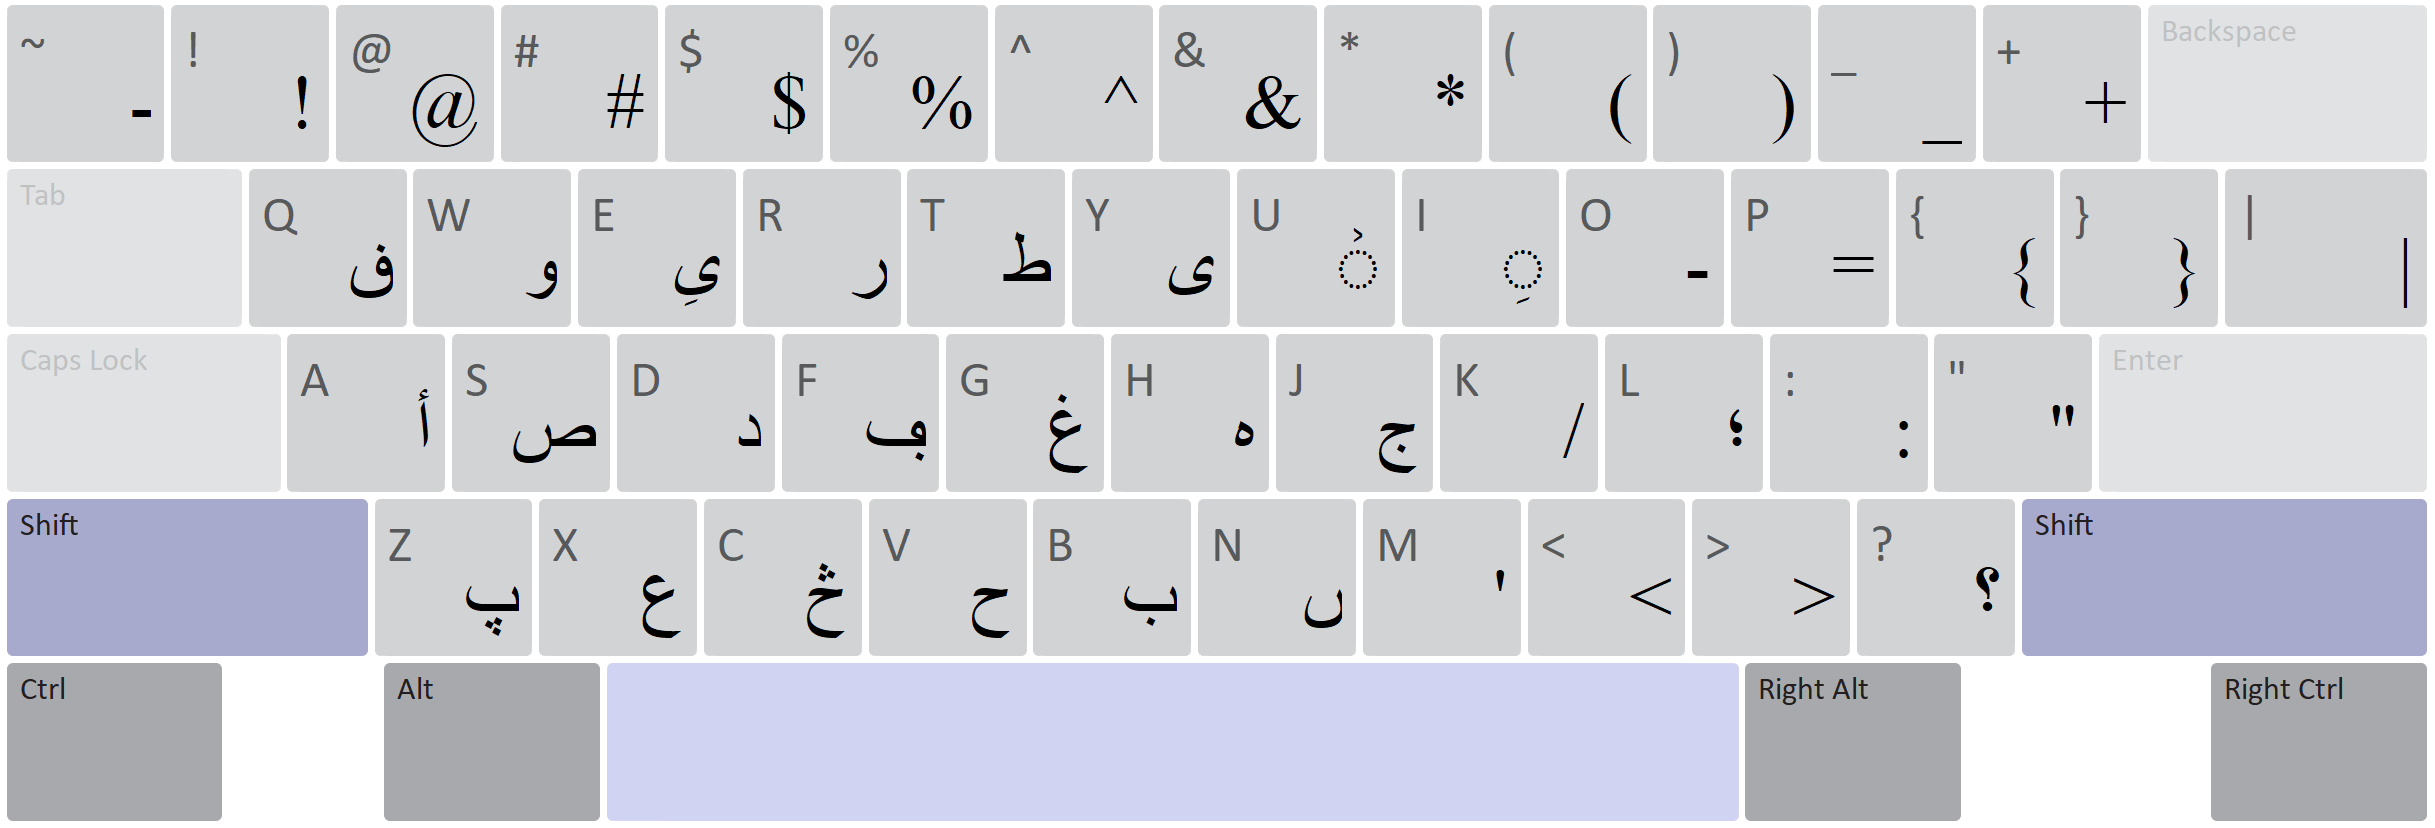 ~ - ! ! @ @ # # $ $ % % ^ ^ & & * * ( ( ) ) _ _ + + Backspace
Tab Q ف W و E ىِ R ر T ط Y ى U ◌ࣸ I ◌ِ O - P = { { } } | |
Caps Lock A أ S ص D د F ڢ G غ H ه J ج K / L ؛ : : " " Enter
Shift Z پ X ع C څ V ح B ب N ں M ' < < > > ? ؟ Shift
Ctrl Alt Right Alt Right Ctrl